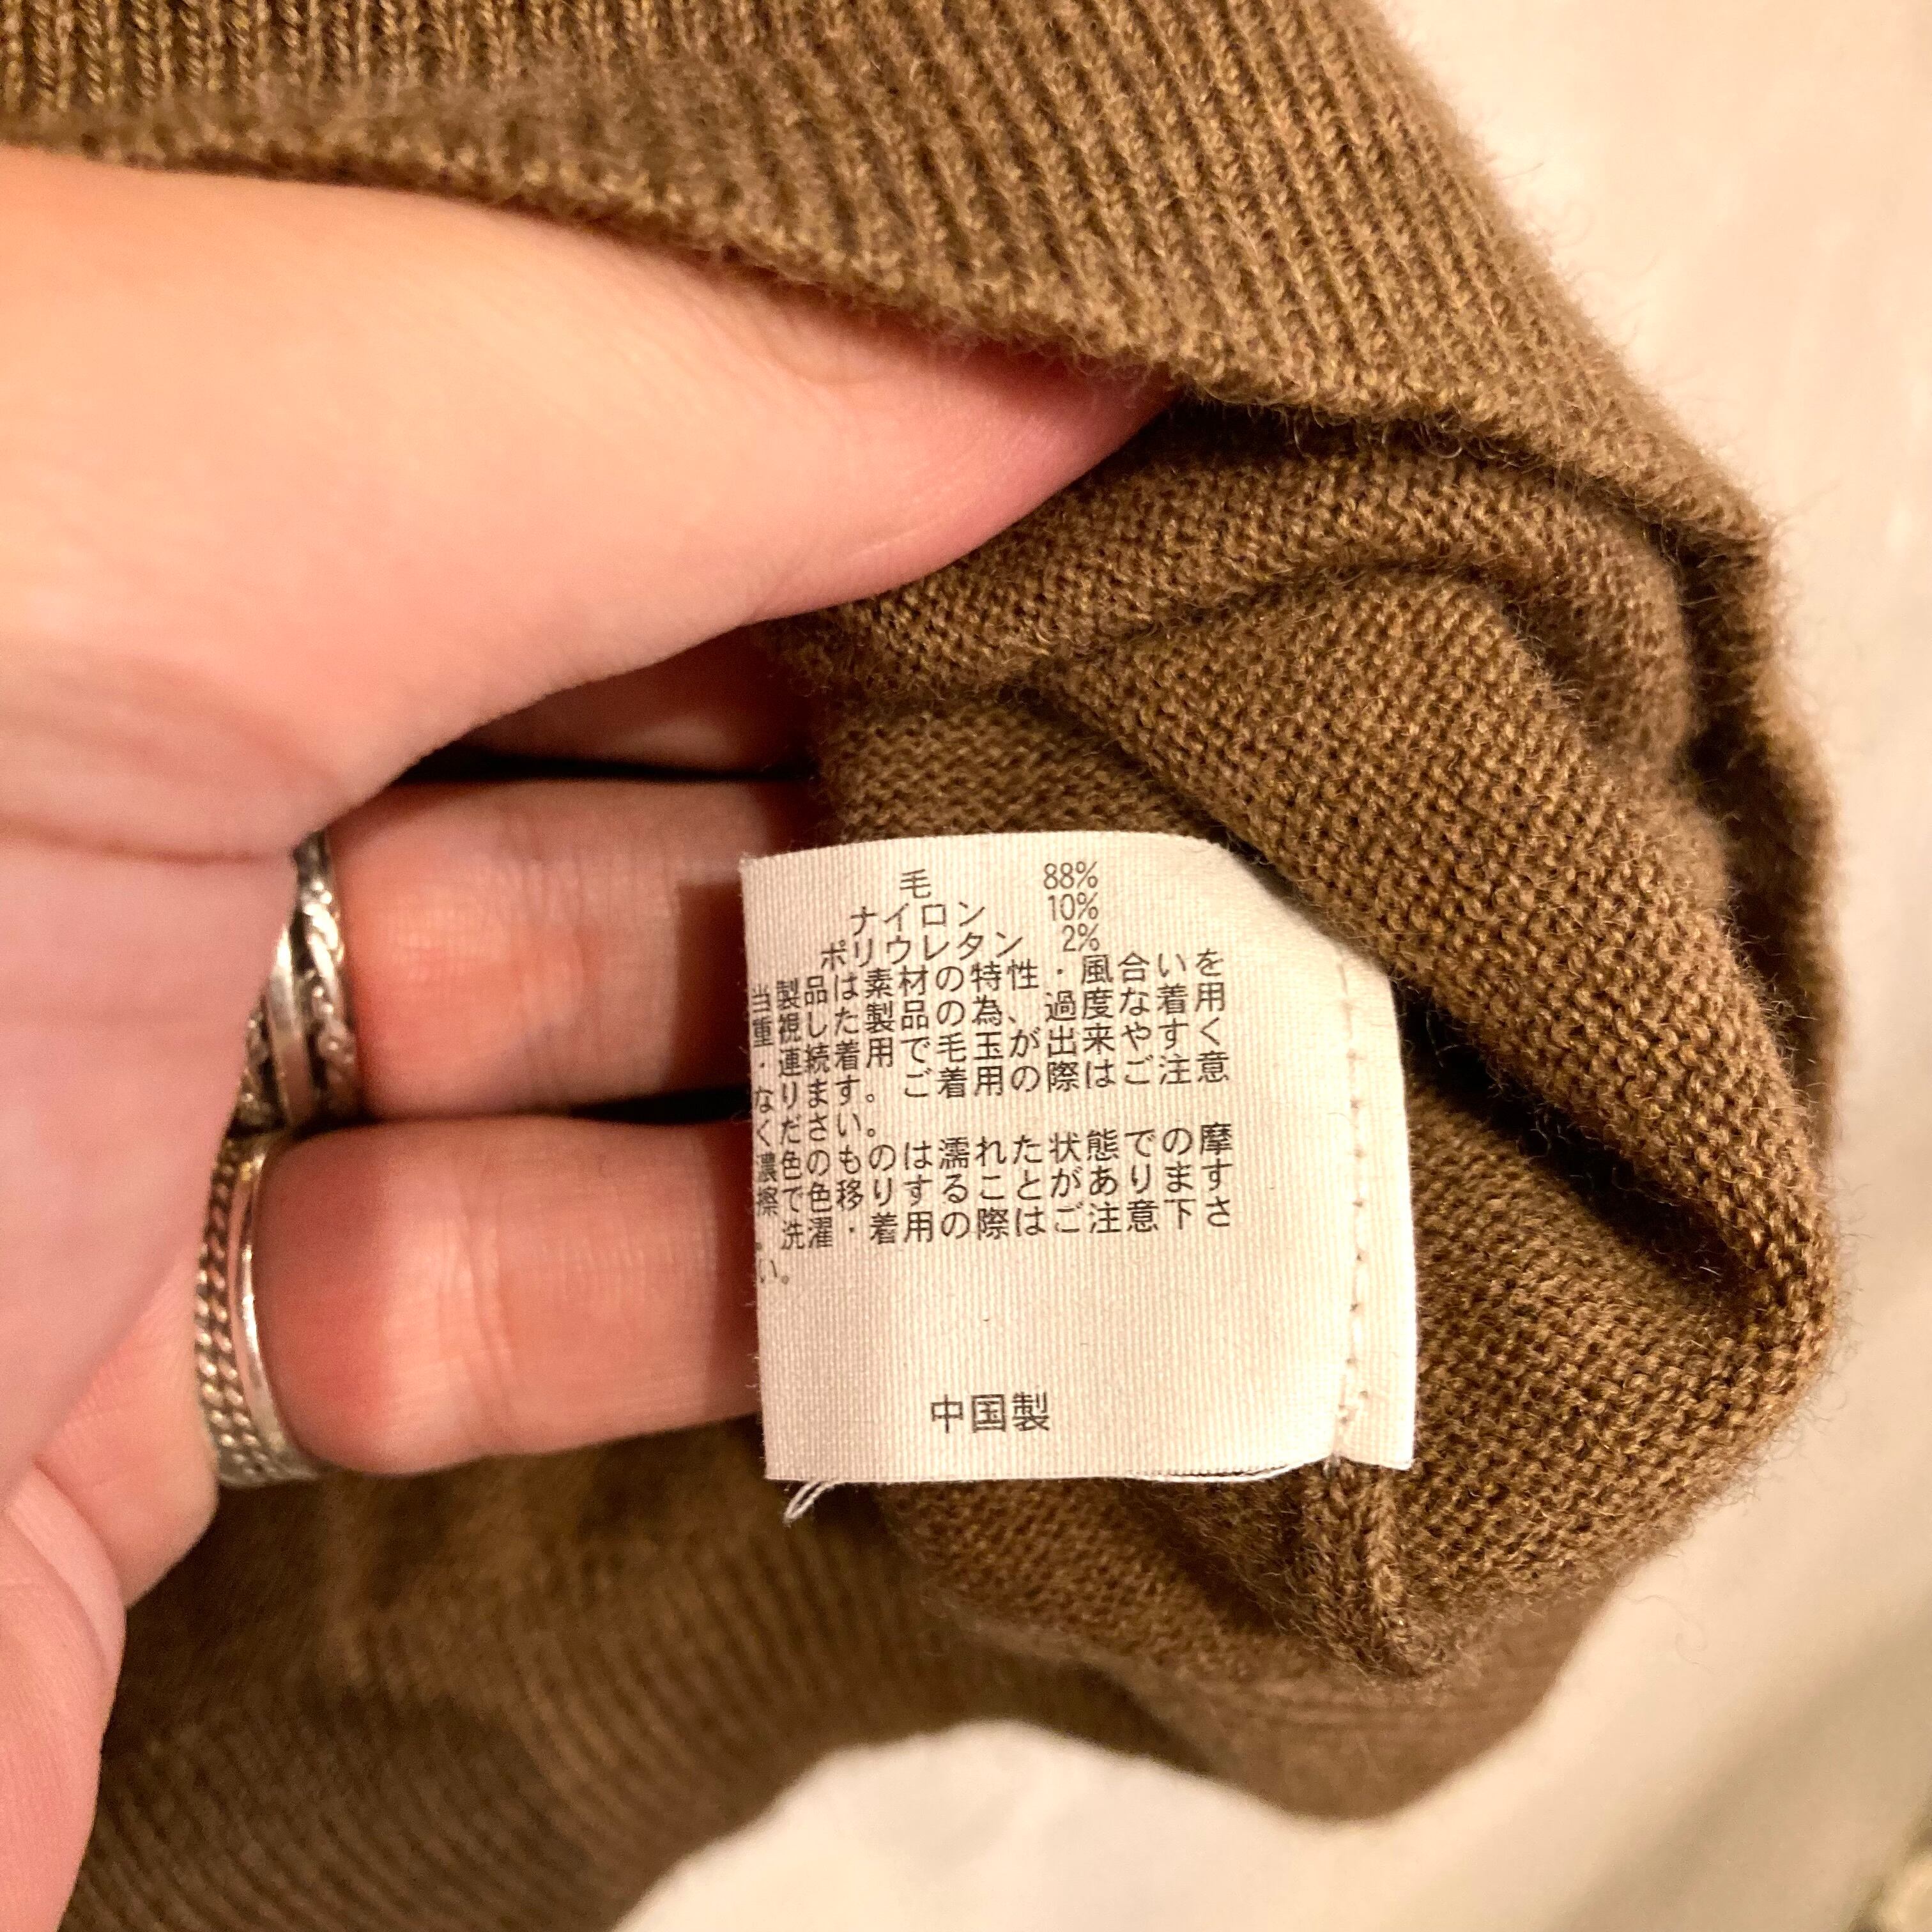 毛 88%
ナイロン 10%
ポリウレタン 2%
当製品は素材の特性・風合いを
重視した製品の為、過度な着用
・連続着用で毛玉が出来やすく
なります。ご着用の際はご注意
ください。
濃色のものは濡れた状態での摩
擦で色移りすることがあります
。洗濯・着用の際はご注意下さ
い。
中国製